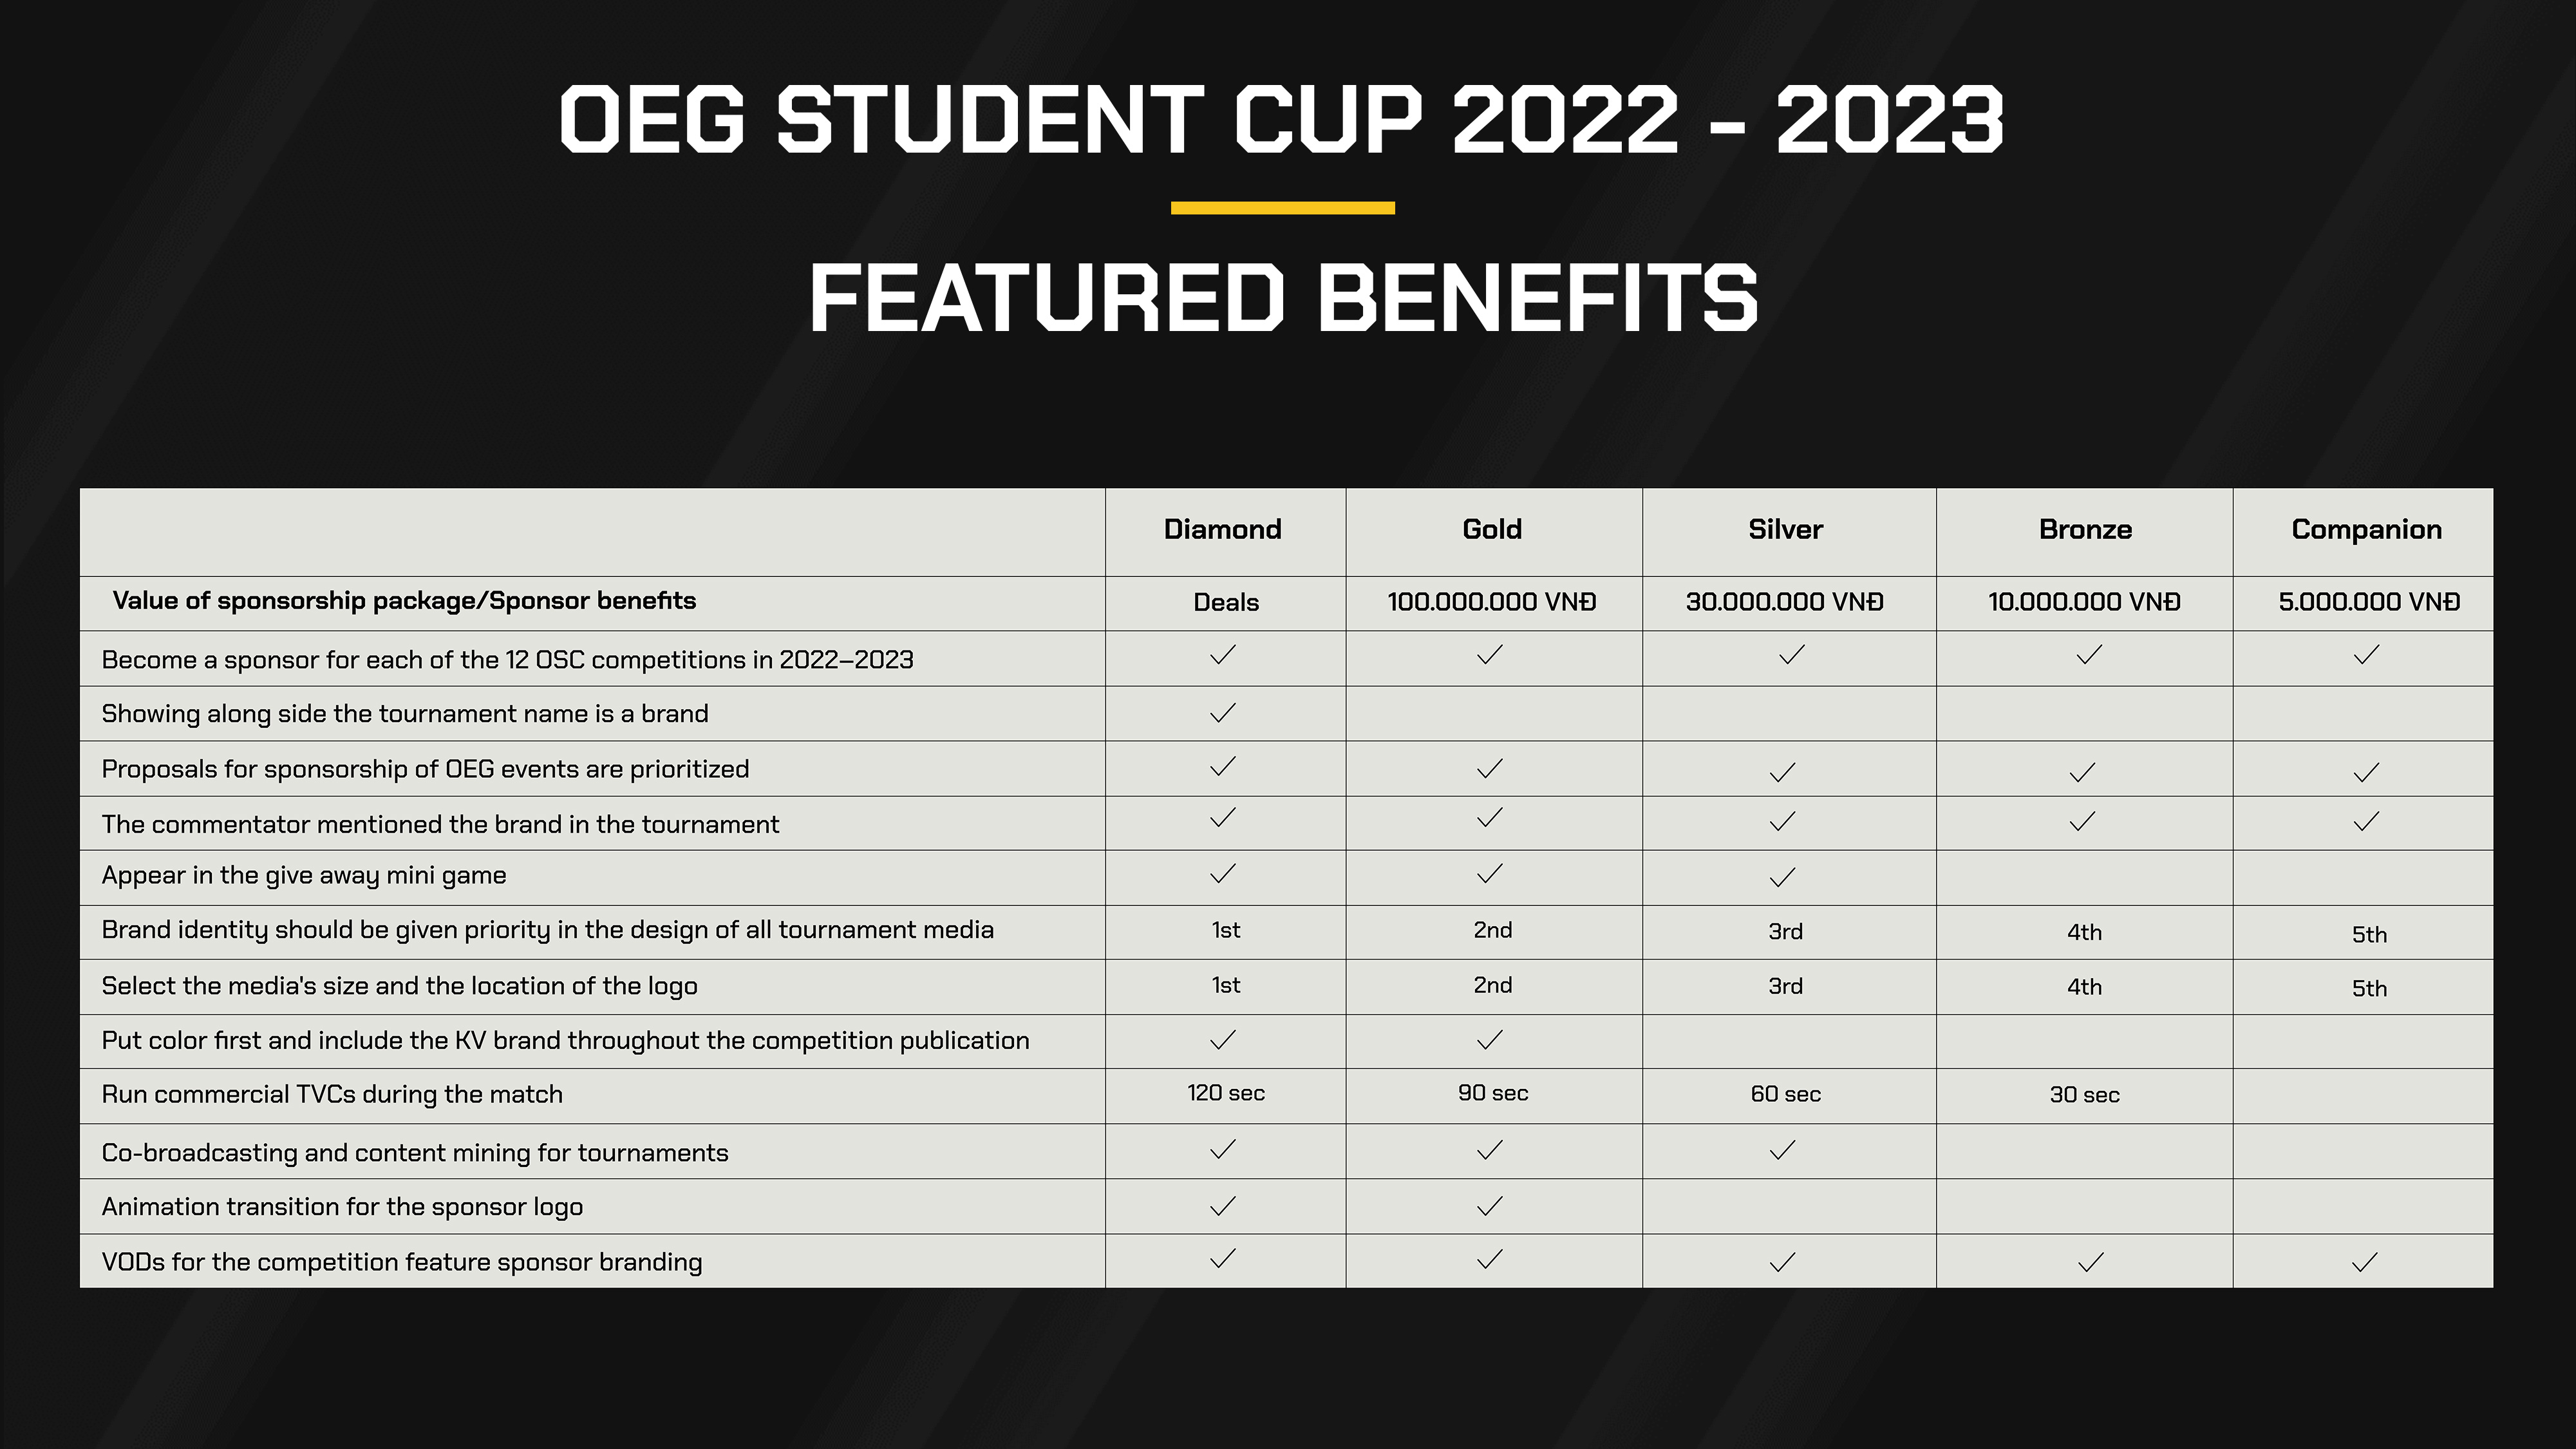 OEG STUDENT CUP 2022 - 2023
FEATURED BENEFITS
Diamond Gold Silver Bronze Companion
Value of sponsorship package/Sponsor benefits Deals 100.000.000 VNĐ 30.000.000 VNĐ 10.000.000 VNĐ 5.000.000 VNĐ
Become a sponsor for each of the 12 OSC competitions in 2022–2023 ✓ ✓ ✓ ✓ ✓
Showing along side the tournament name is a brand ✓
Proposals for sponsorship of OEG events are prioritized ✓ ✓ ✓ ✓ ✓
The commentator mentioned the brand in the tournament ✓ ✓ ✓ ✓ ✓
Appear in the give away mini game ✓ ✓ ✓
Brand identity should be given priority in the design of all tournament media 1st 2nd 3rd 4th 5th
Select the media's size and the location of the logo 1st 2nd 3rd 4th 5th
Put color first and include the KV brand throughout the competition publication ✓ ✓
Run commercial TVCs during the match 120 sec 90 sec 60 sec 30 sec
Co-broadcasting and content mining for tournaments ✓ ✓ ✓
Animation transition for the sponsor logo ✓ ✓
VODs for the competition feature sponsor branding ✓ ✓ ✓ ✓ ✓